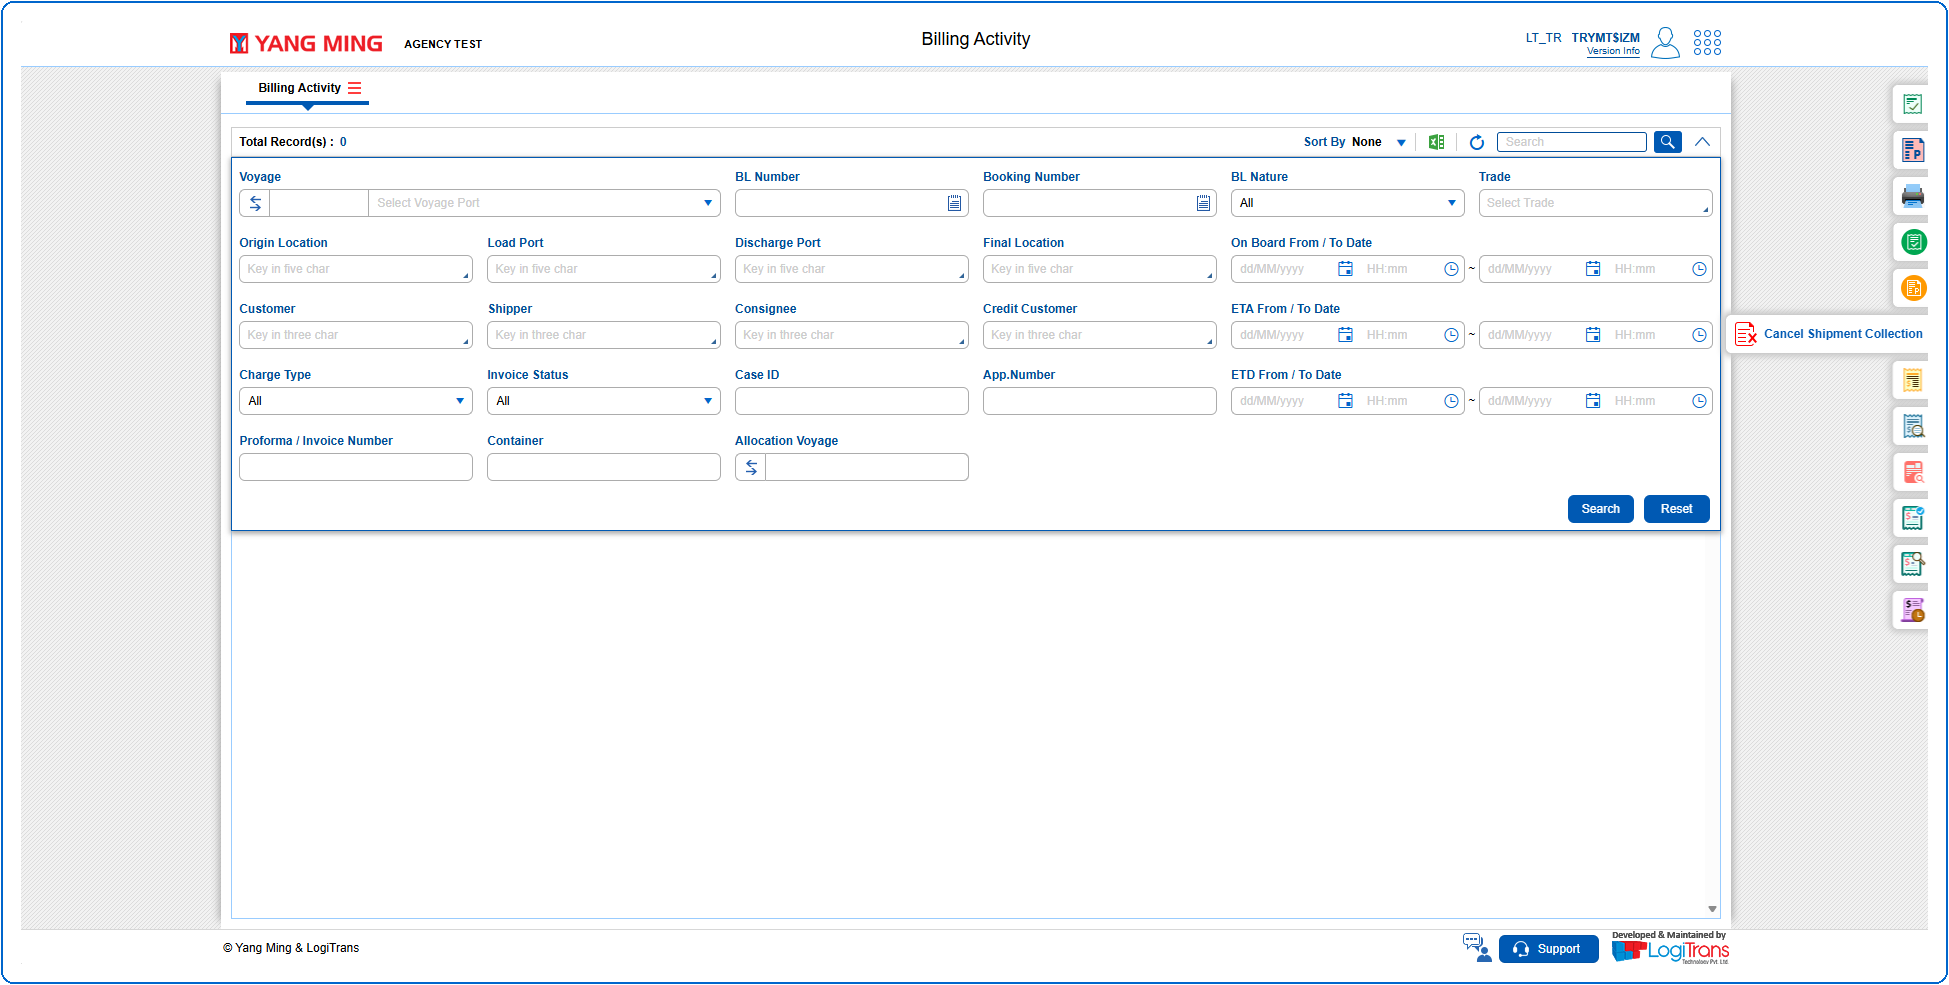 YANG MING
AGENCY TEST
Billing Activity
LT_TR TRYMT$IZM
Version Info
Billing Activity
Total Record(s) : 0
Sort By None
Search
Voyage
BL Number
Booking Number
BL Nature
Trade
Select Voyage Port
All
Select Trade
Origin Location
Load Port
Discharge Port
Final Location
On Board From / To Date
Key in five char
Key in five char
Key in five char
Key in five char
dd/MM/yyyy HH:mm ~ dd/MM/yyyy HH:mm
Customer
Shipper
Consignee
Credit Customer
ETA From / To Date
Key in three char
Key in three char
Key in three char
Key in three char
dd/MM/yyyy HH:mm ~ dd/MM/yyyy HH:mm
Cancel Shipment Collection
Charge Type
Invoice Status
Case ID
App.Number
ETD From / To Date
All
All
dd/MM/yyyy HH:mm ~ dd/MM/yyyy HH:mm
Proforma / Invoice Number
Container
Allocation Voyage
Search
Reset
© Yang Ming & LogiTrans
Support
Developed & Maintained by
LogiTrans
Technology Pvt. Ltd.